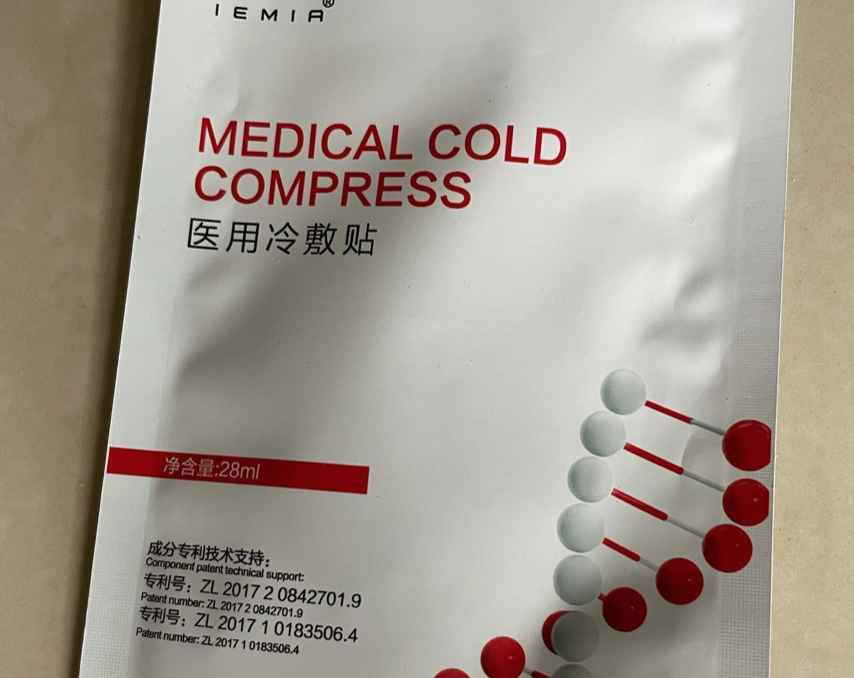 IEMIA®
MEDICAL COLD
COMPRESS
医用冷敷贴
净含量:28ml
成分专利技术支持:
Component patent technical support:
专利号: ZL 2017 2 0842701.9
Patent number: ZL 2017 2 0842701.9
专利号: ZL 2017 1 0183506.4
Patent number: ZL 2017 1 0183506.4